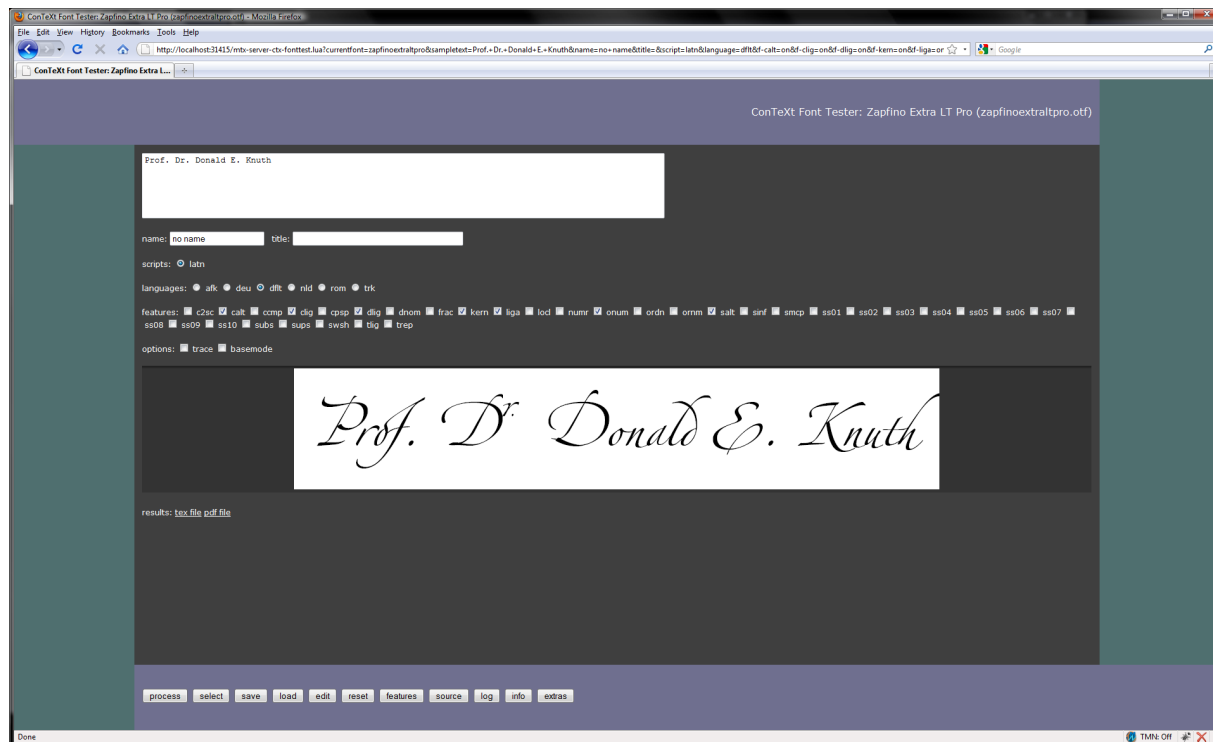 ConTeXt Font Tester: Zapfino Extra LT Pro (zapfinoextraltpro.otf) - Mozilla Firefox
File Edit View History Bookmarks Tools Help
http://localhost:31415/mtx-server-ctx-fonttest.lua?currentfont=zapfinoextraltpro&sampletext=Prof.+Dr.+Donald+E.+Knuth&name=no+name&title=&script=latn&language=dflt&f-calt=on&f-clig=on&f-dlig=on&f-kern=on&f-liga=or Google
ConTeXt Font Tester: Zapfino Extra L...
ConTeXt Font Tester: Zapfino Extra LT Pro (zapfinoextraltpro.otf)
Prof. Dr. Donald E. Knuth
name: no name title:
scripts: latn
languages: afk deu dflt nld rom trk
features: c2sc calt ccmp clig cpsp dlig dnom frac kern liga locl numr onum ordn ornm salt sinf smcp ss01 ss02 ss03 ss04 ss05 ss06 ss07
ss08 ss09 ss10 subs sups swsh tlig trep
options: trace basemode
Prof. Dr. Donald E. Knuth
results: tex file pdf file
process select save load edit reset features source log info extras
Done TMN: Off